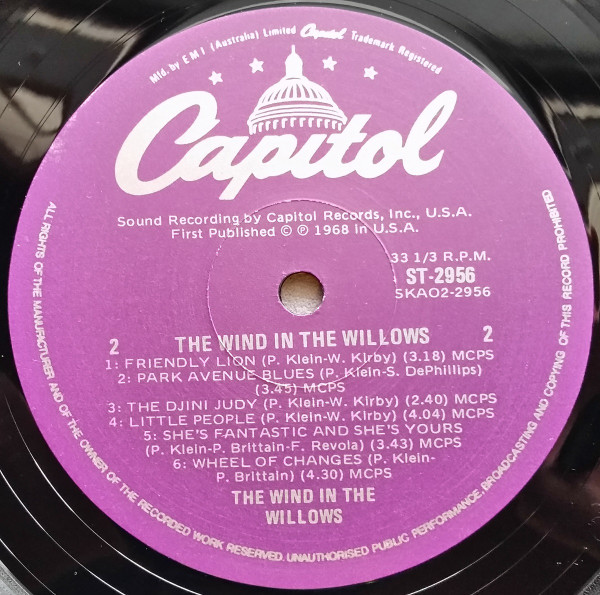 Mfd. by E M I (Australia) Limited Capitol Trademark Registered
Capitol
Sound Recording by Capitol Records, Inc., U.S.A.
First Published © ℗ 1968 In U.S.A.
33 1/3 R.P.M.
ST-2956
SKAO2-2956
2 THE WIND IN THE WILLOWS 2
1: FRIENDLY LION (P. Klein-W. Kirby) (3.18) MCPS
2: PARK AVENUE BLUES (P. Klein-S. DePhillips)
(3.45) MCPS
3: THE DJINI JUDY (P. Klein-W. Kirby) (2.40) MCPS
4: LITTLE PEOPLE (P. Klein-W. Kirby) (4.04) MCPS
5: SHE'S FANTASTIC AND SHE'S YOURS
(P. Klein-P. Brittain-F. Revola) (3.43) MCPS
6: WHEEL OF CHANGES (P. Klein-
P. Brittain) (4.30) MCPS
THE WIND IN THE
WILLOWS
ALL RIGHTS OF THE MANUFACTURER AND OF THE OWNER OF THE RECORDED WORK RESERVED. UNAUTHORISED PUBLIC PERFORMANCE, BROADCASTING AND COPYING OF THIS RECORD PROHIBITED